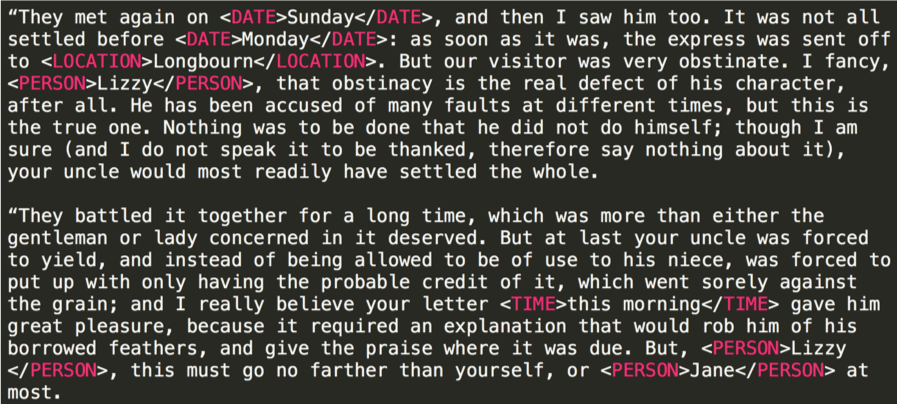 “They met again on <DATE>Sunday</DATE>, and then I saw him too. It was not all
settled before <DATE>Monday</DATE>: as soon as it was, the express was sent off
to <LOCATION>Longbourn</LOCATION>. But our visitor was very obstinate. I fancy,
<PERSON>Lizzy</PERSON>, that obstinacy is the real defect of his character,
after all. He has been accused of many faults at different times, but this is
the true one. Nothing was to be done that he did not do himself; though I am
sure (and I do not speak it to be thanked, therefore say nothing about it),
your uncle would most readily have settled the whole.

“They battled it together for a long time, which was more than either the
gentleman or lady concerned in it deserved. But at last your uncle was forced
to yield, and instead of being allowed to be of use to his niece, was forced to
put up with only having the probable credit of it, which went sorely against
the grain; and I really believe your letter <TIME>this morning</TIME> gave him
great pleasure, because it required an explanation that would rob him of his
borrowed feathers, and give the praise where it was due. But, <PERSON>Lizzy
</PERSON>, this must go no farther than yourself, or <PERSON>Jane</PERSON> at
most.